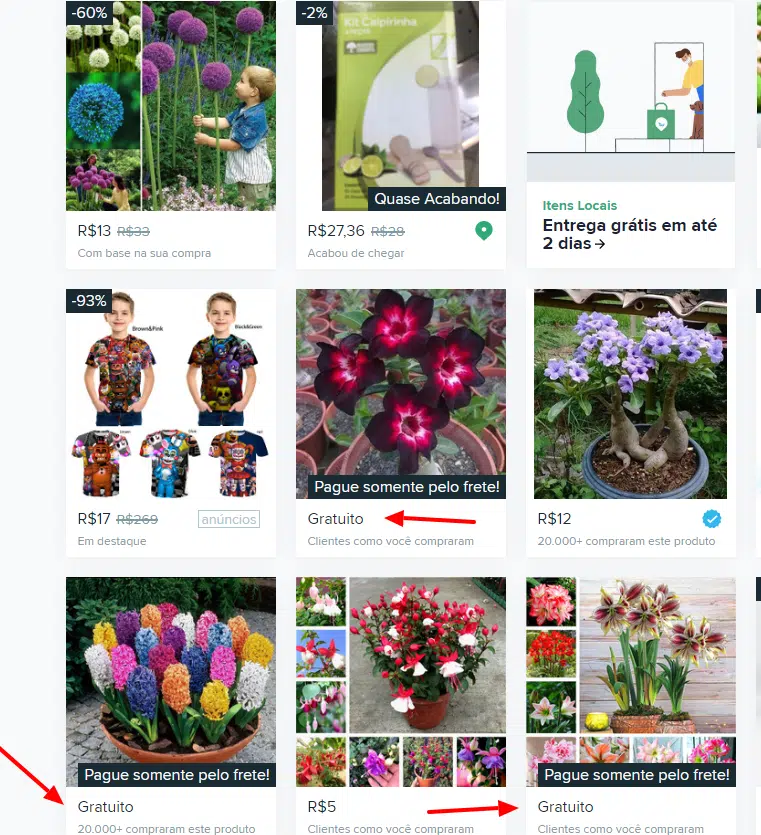 -60%
-2%
Kit Caipirinha
Quase Acabando!
R$13 R$33
Com base na sua compra
R$27,36 R$28
Acabou de chegar
Itens Locais
Entrega grátis em até
2 dias→
-93%
Brown&Pink
Black&Green
Pague somente pelo frete!
R$17 R$269
anúncios
Em destaque
Gratuito
Clientes como você compraram
R$12
20.000+ compraram este produto
Pague somente pelo frete!
Pague somente pelo frete!
Gratuito
20.000+ compraram este produto
R$5
Clientes como você compraram
Gratuito
Clientes como você compraram